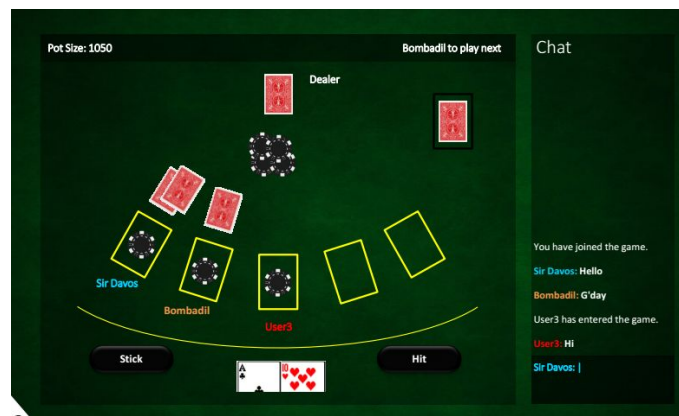 Pot Size: 1050
Bombadil to play next
Chat
Dealer
You have joined the game.
Sir Davos: Hello
Bombadil: G'day
User3 has entered the game.
User3: Hi
Sir Davos: |
Sir Davos
Bombadil
User3
Stick
A
10
Hit